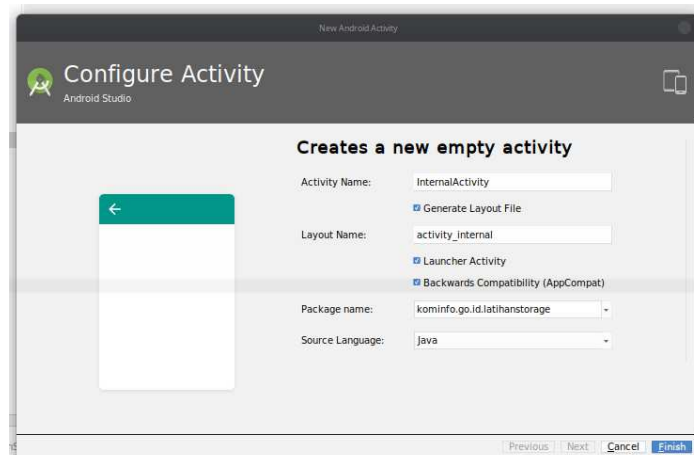 New Android Activity
Configure Activity
Android Studio
Creates a new empty activity
Activity Name: InternalActivity
Generate Layout File
Layout Name: activity_internal
Launcher Activity
Backwards Compatibility (AppCompat)
Package name: kominfo.go.id.latihanstorage
Source Language: Java
Previous Next Cancel Finish